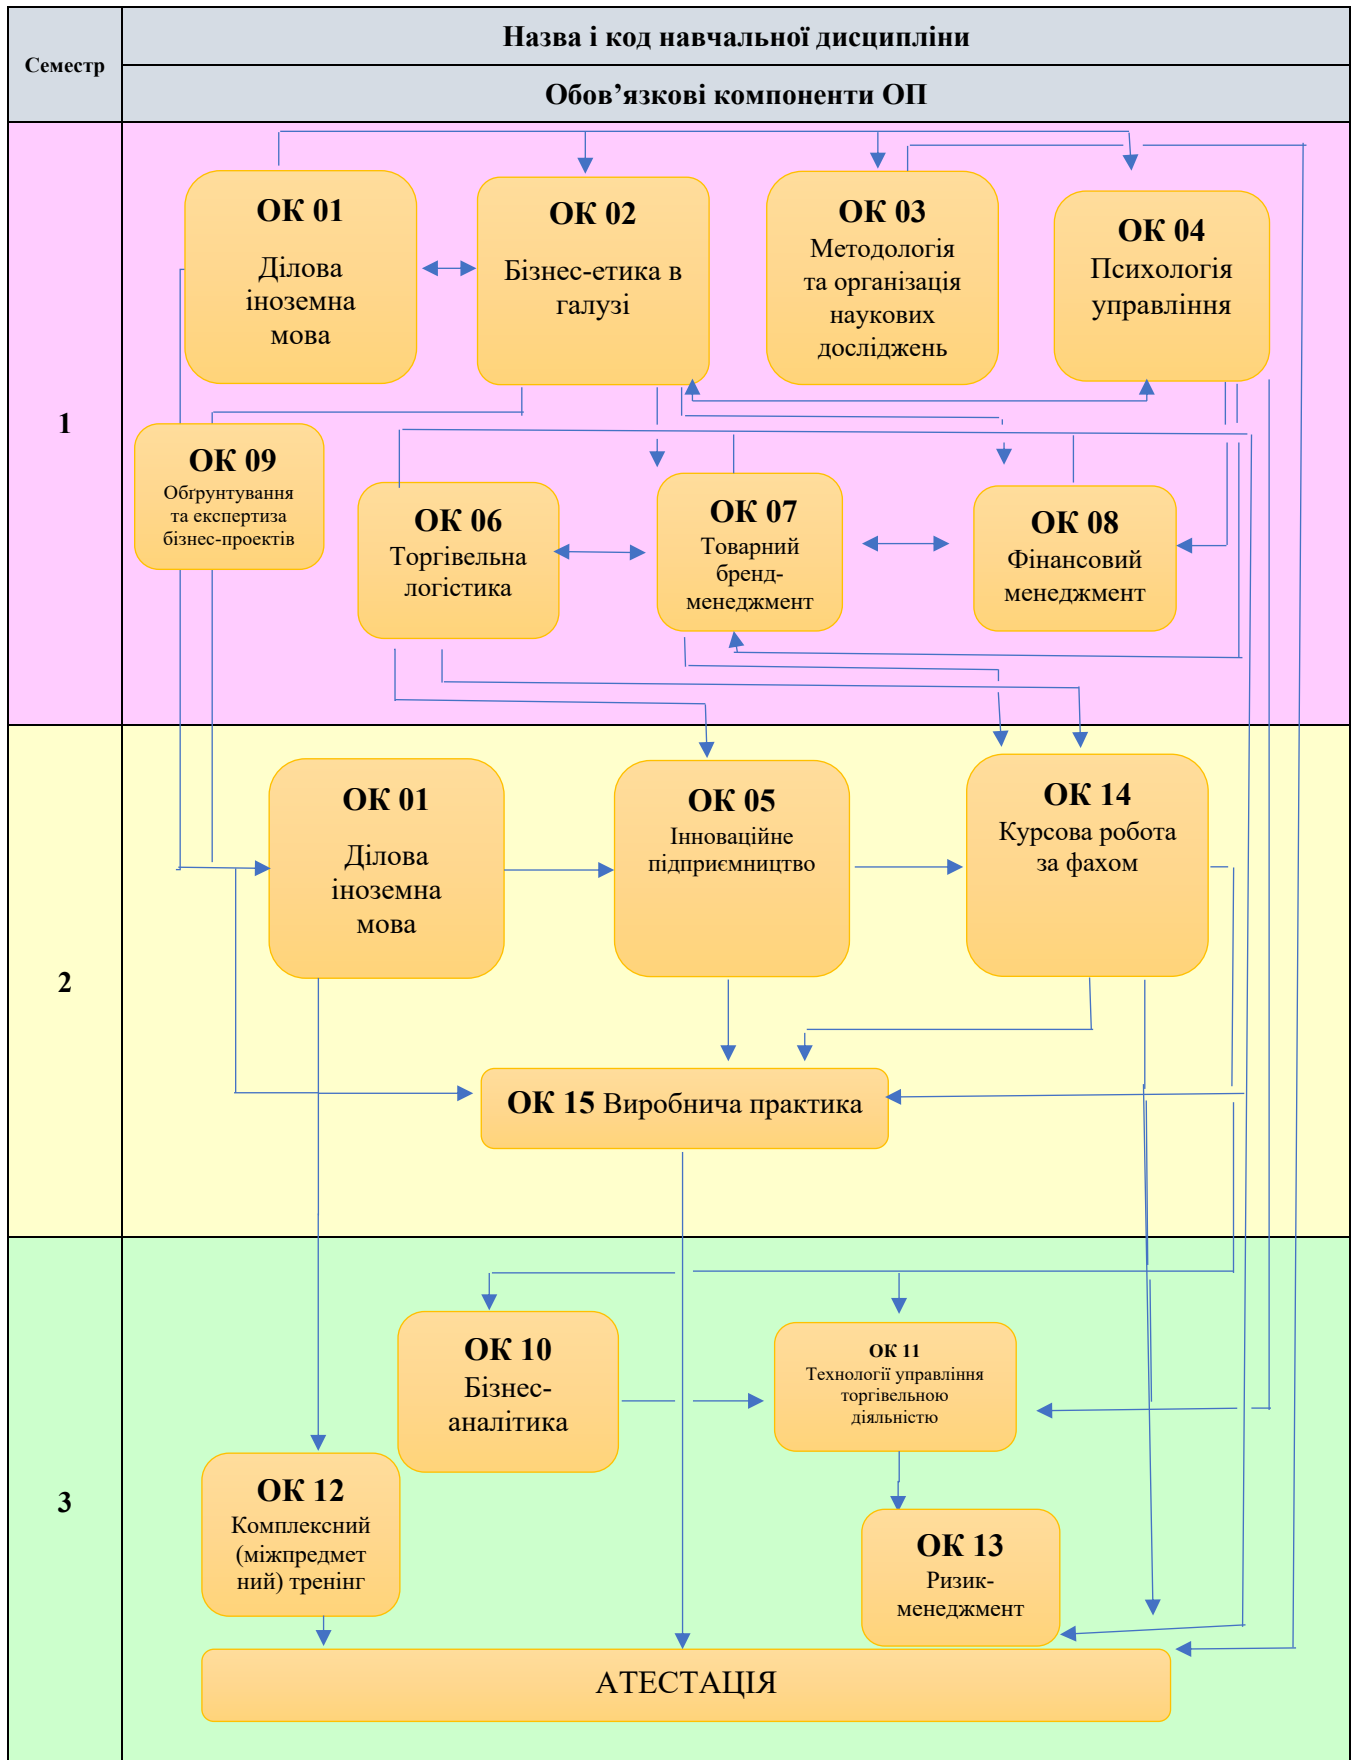 Семестр
Назва і код навчальної дисципліни
Обов’язкові компоненти ОП
1
ОК 01
Ділова
іноземна
мова
ОК 02
Бізнес-етика в
галузі
ОК 03
Методологія
та організація
наукових
досліджень
ОК 04
Психологія
управління
ОК 09
Обґрунтування
та експертиза
бізнес-проектів
ОК 06
Торгівельна
логістика
ОК 07
Товарний
бренд-
менеджмент
ОК 08
Фінансовий
менеджмент
2
ОК 01
Ділова
іноземна
мова
ОК 05
Інноваційне
підприємництво
ОК 14
Курсова робота
за фахом
ОК 15 Виробнича практика
3
ОК 10
Бізнес-
аналітика
ОК 11
Технології управління
торгівельною
діяльністю
ОК 12
Комплексний
(міжпредмет
ний) тренінг
ОК 13
Ризик-
менеджмент
АТЕСТАЦІЯ